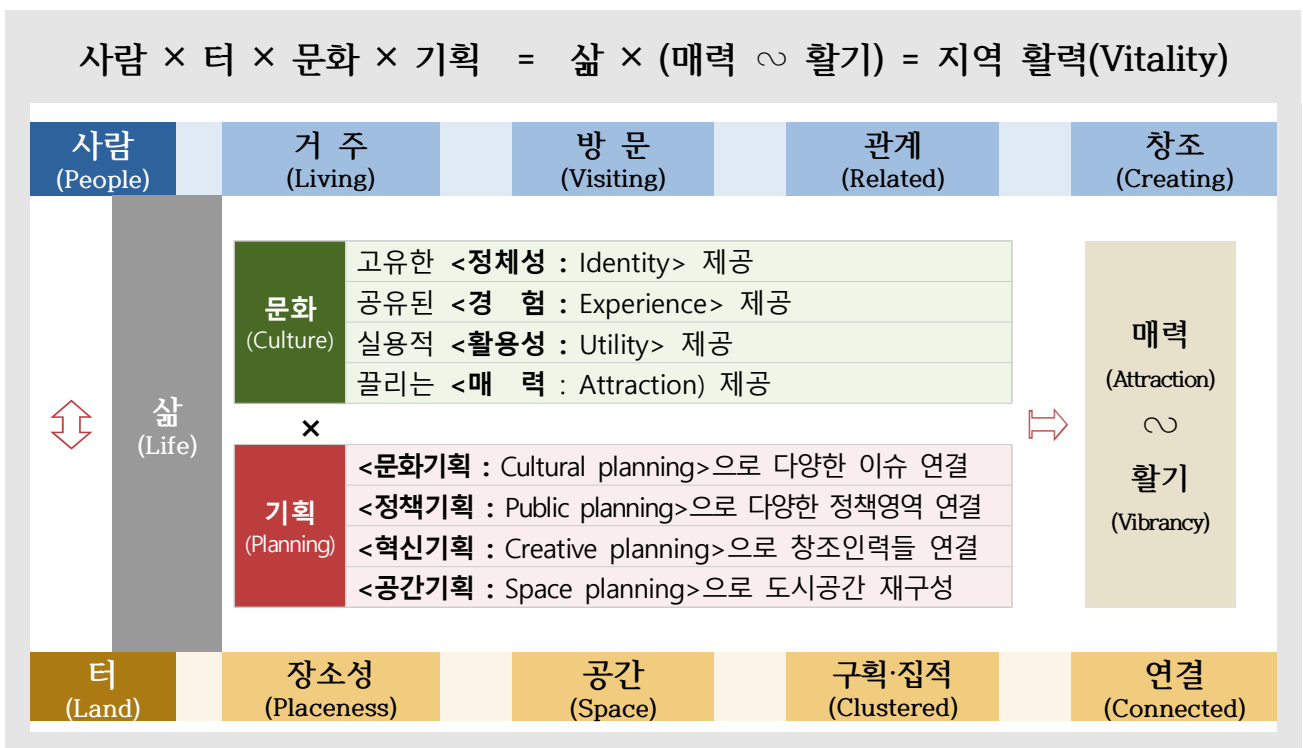 사람 × 터 × 문화 × 기획 = 삶 × (매력 ∽ 활기) = 지역 활력(Vitality)
사람
(People)
거 주
(Living)
방 문
(Visiting)
관계
(Related)
창조
(Creating)
삶
(Life)
문화
(Culture)
고유한 <정체성 : Identity> 제공
공유된 <경 험 : Experience> 제공
실용적 <활용성 : Utility> 제공
끌리는 <매 력 : Attraction) 제공
×
기획
(Planning)
<문화기획 : Cultural planning>으로 다양한 이슈 연결
<정책기획 : Public planning>으로 다양한 정책영역 연결
<혁신기획 : Creative planning>으로 창조인력들 연결
<공간기획 : Space planning>으로 도시공간 재구성
매력
(Attraction)
∽
활기
(Vibrancy)
터
(Land)
장소성
(Placeness)
공간
(Space)
구획·집적
(Clustered)
연결
(Connected)